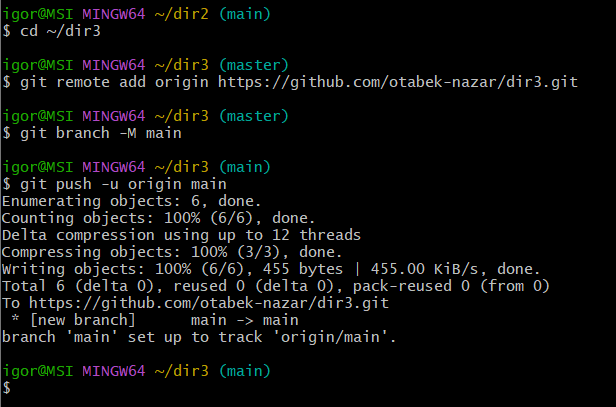 igor@MSI MINGW64 ~/dir2 (main)
$ cd ~/dir3
igor@MSI MINGW64 ~/dir3 (master)
$ git remote add origin https://github.com/otabek-nazar/dir3.git
igor@MSI MINGW64 ~/dir3 (master)
$ git branch -M main
igor@MSI MINGW64 ~/dir3 (main)
$ git push -u origin main
Enumerating objects: 6, done.
Counting objects: 100% (6/6), done.
Delta compression using up to 12 threads
Compressing objects: 100% (3/3), done.
Writing objects: 100% (6/6), 455 bytes | 455.00 KiB/s, done.
Total 6 (delta 0), reused 0 (delta 0), pack-reused 0 (from 0)
To https://github.com/otabek-nazar/dir3.git
 * [new branch]      main -> main
branch 'main' set up to track 'origin/main'.
igor@MSI MINGW64 ~/dir3 (main)
$